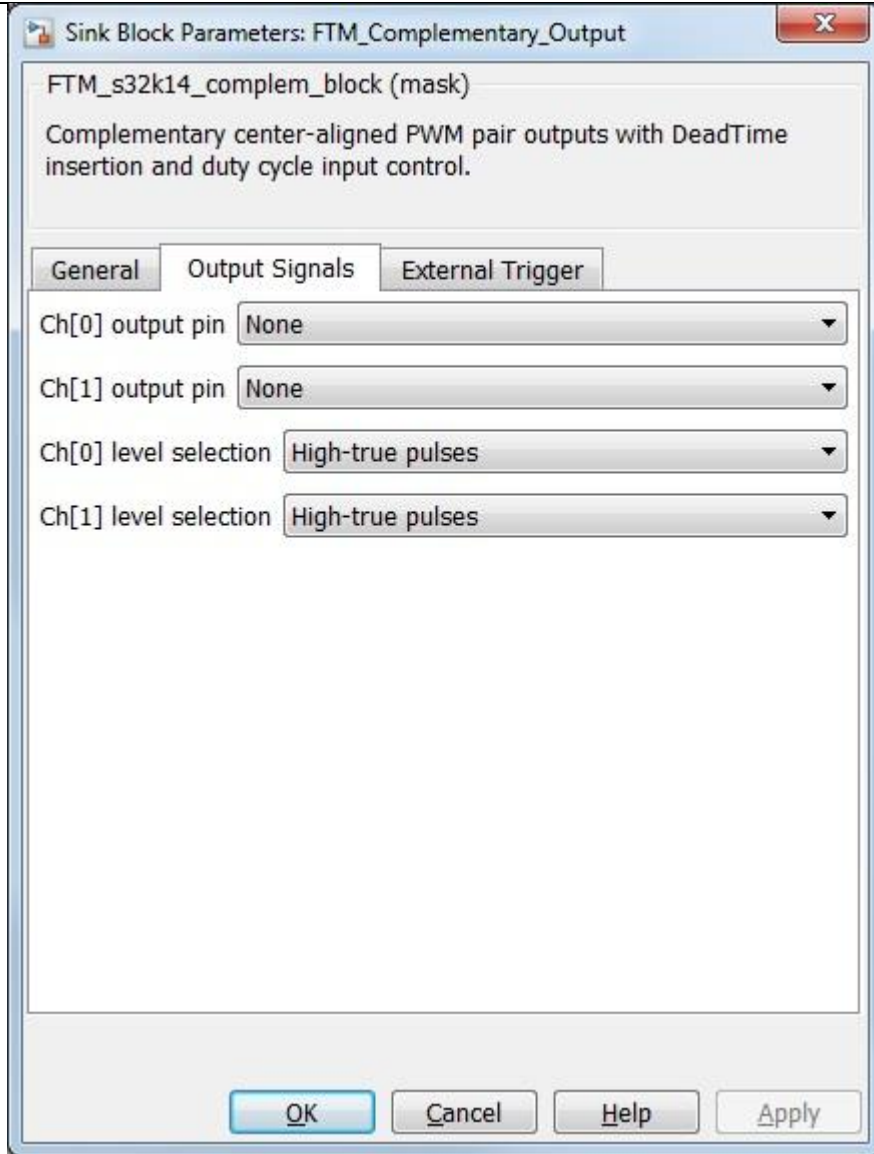 Sink Block Parameters: FTM_Complementary_Output
FTM_s32k14_complem_block (mask)
Complementary center-aligned PWM pair outputs with DeadTime
insertion and duty cycle input control.
General Output Signals External Trigger
Ch[0] output pin None
Ch[1] output pin None
Ch[0] level selection High-true pulses
Ch[1] level selection High-true pulses
OK Cancel Help Apply